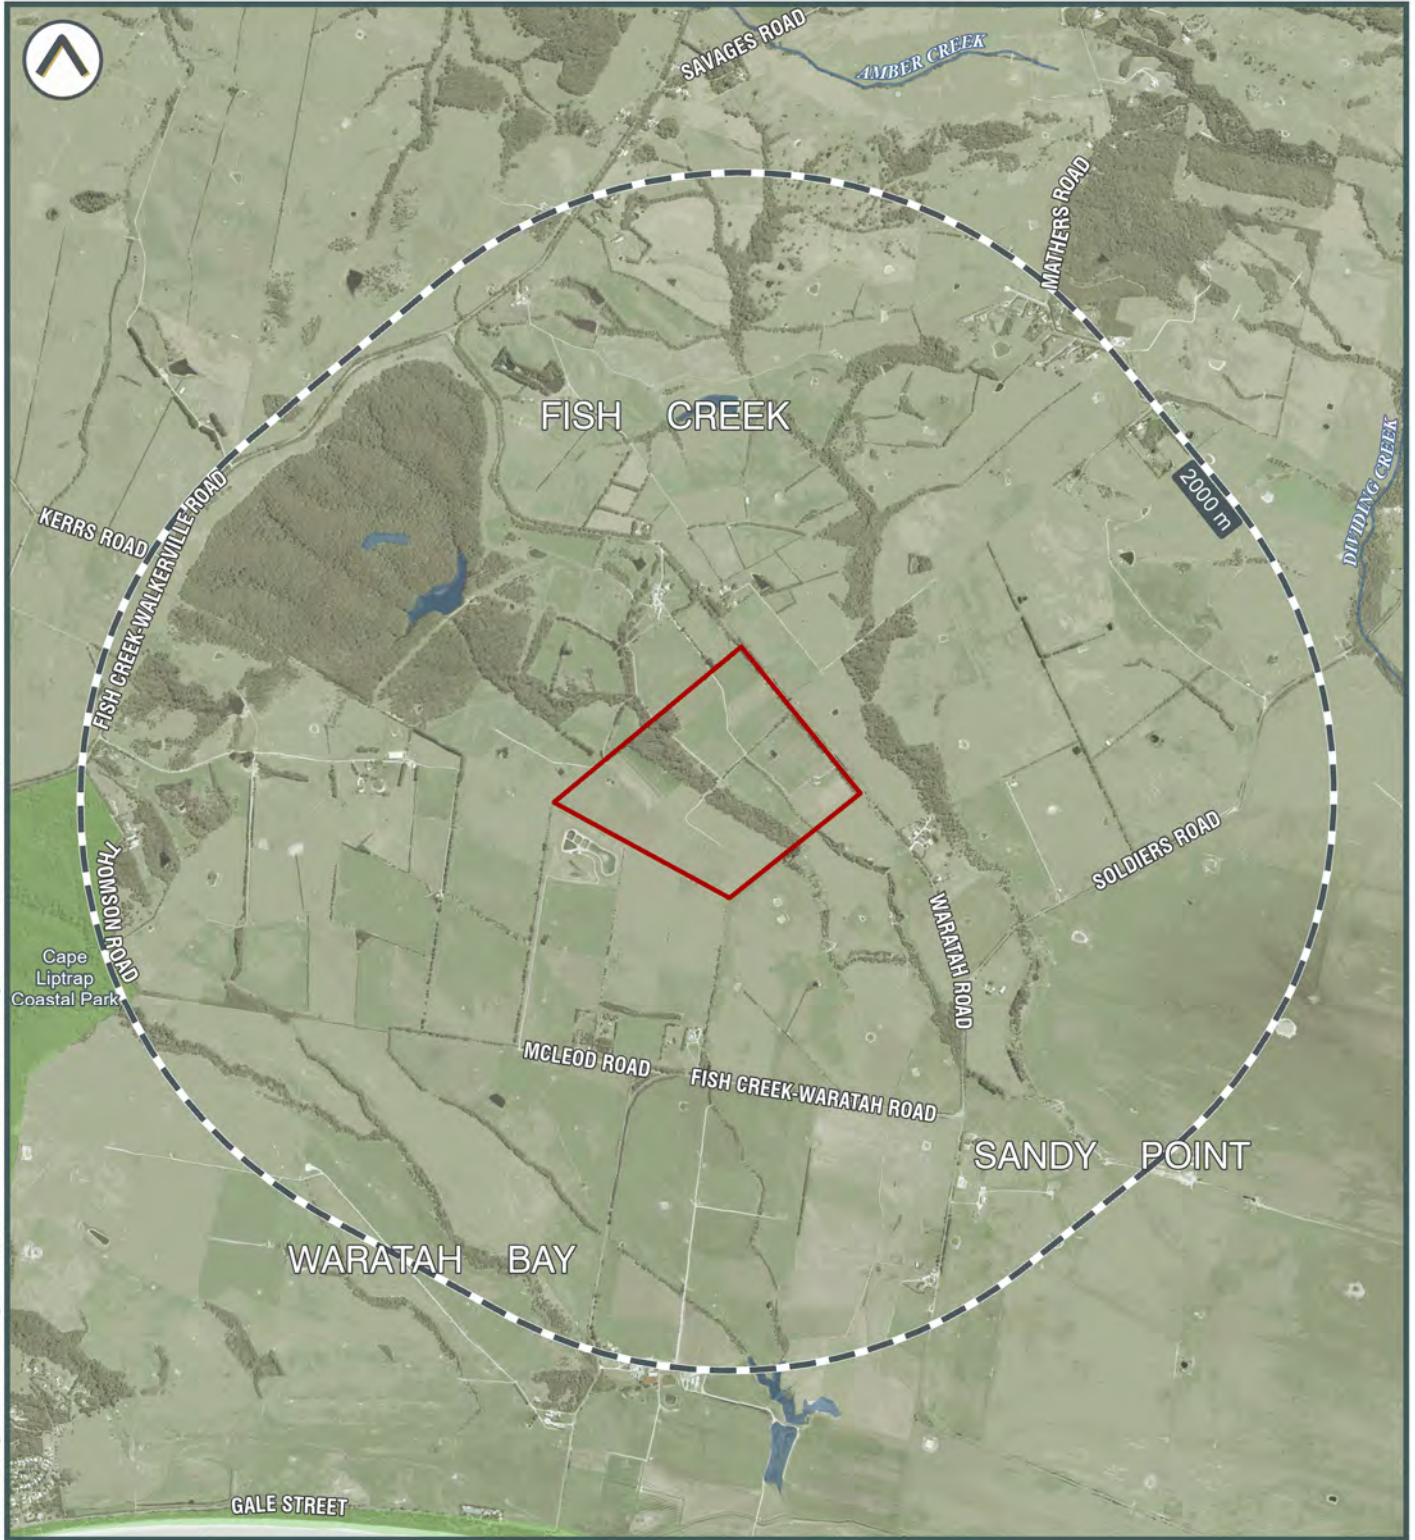 SAVAGES ROAD
AMBER CREEK
MATHERS ROAD
FISH CREEK
2000 m
DIVIDING CREEK
KERRS ROAD
FISH CREEK-WALKERVILLE ROAD
SOLDIERS ROAD
THOMSON ROAD
WARATAH ROAD
Cape
Liptrap
Coastal Park
MCLEOD ROAD
FISH CREEK-WARATAH ROAD
SANDY POINT
WARATAH BAY
GALE STREET